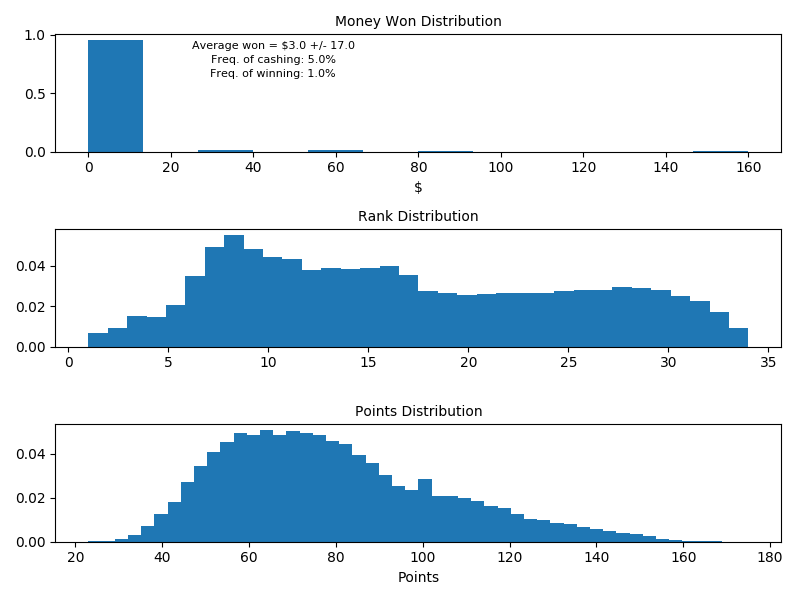 Money Won Distribution
1.0
0.5
0.0
Average won = $3.0 +/- 17.0
Freq. of cashing: 5.0%
Freq. of winning: 1.0%
0 20 40 60 80 100 120 140 160
$
Rank Distribution
0.04
0.02
0.00
0 5 10 15 20 25 30 35
Points Distribution
0.04
0.02
0.00
20 40 60 80 100 120 140 160 180
Points